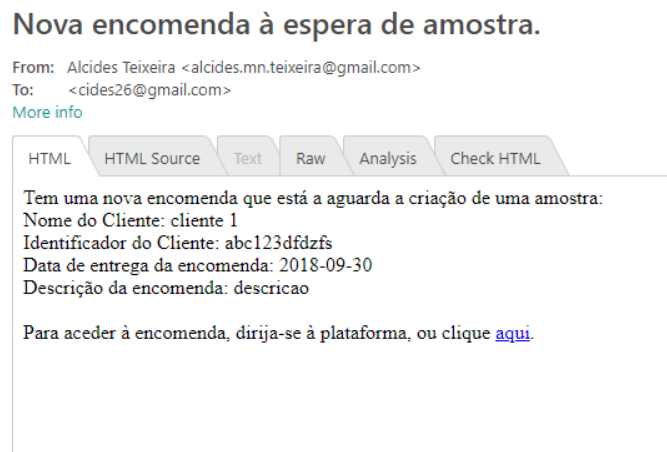 Nova encomenda à espera de amostra.
From: Alcides Teixeira <alcides.mn.teixeira@gmail.com>
To: <cides26@gmail.com>
More info
HTML HTML Source Text Raw Analysis Check HTML
Tem uma nova encomenda que está a aguarda a criação de uma amostra:
Nome do Cliente: cliente 1
Identificador do Cliente: abc123dfdzfs
Data de entrega da encomenda: 2018-09-30
Descrição da encomenda: descricao
Para aceder à encomenda, dirija-se à plataforma, ou clique aqui.